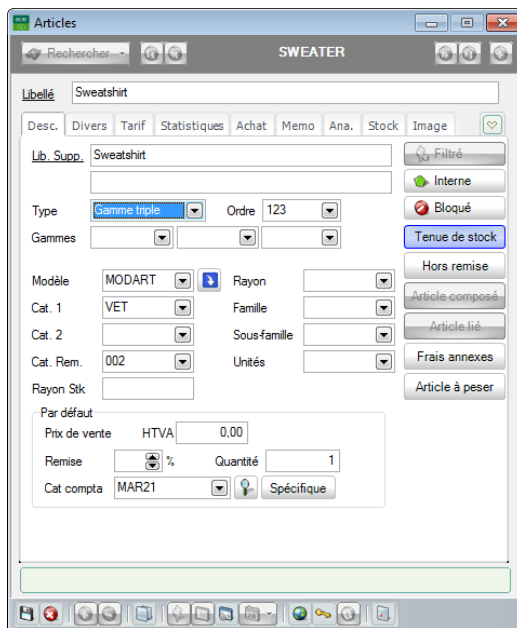 Articles
Rechercher SWEATER
Libellé Sweatshirt
Desc. Divers Tarif Statistiques Achat Memo Ana. Stock Image
Lib. Supp. Sweatshirt Filtré
Interne
Type Gamme triple Ordre 123 Bloqué
Gammes Tenue de stock
Hors remise
Modèle MODART Rayon Article composé
Cat. 1 VET Famille
Cat. 2 Sous-famille Article lié
Cat. Rem. 002 Unités Frais annexes
Rayon Stk Article à peser
Par défaut
Prix de vente HTVA 0,00
Remise % Quantité 1
Cat compta MAR21 Spécifique